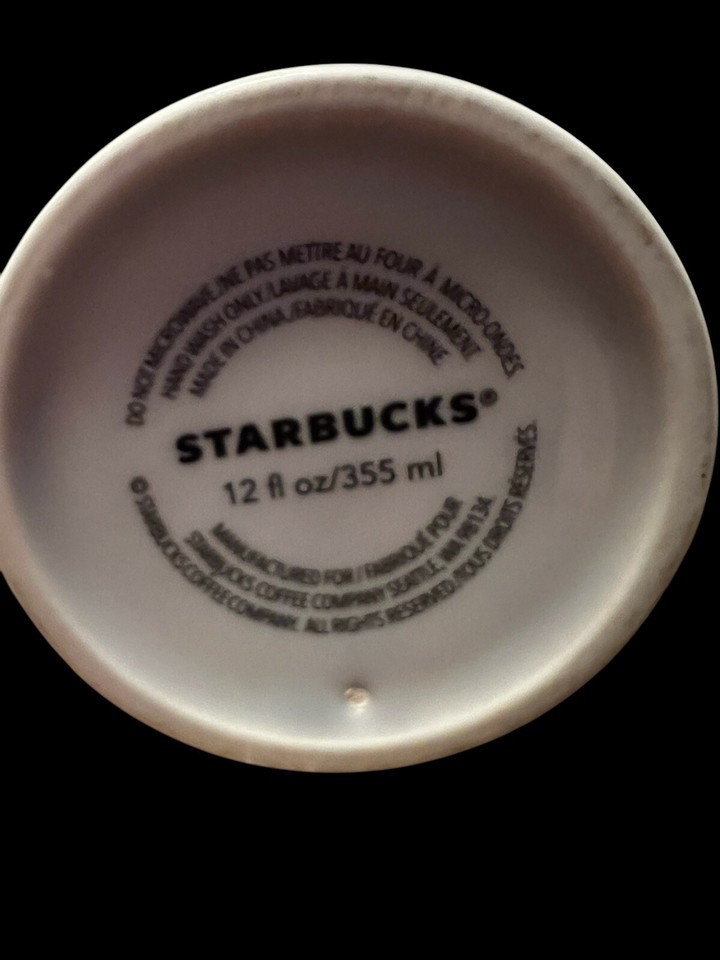 DO NOT MICROWAVE./NE PAS METTRE AU FOUR À MICRO-ONDES.
HAND WASH ONLY./LAVAGE À MAIN SEULEMENT.
MADE IN CHINA./FABRIQUÉ EN CHINE.
STARBUCKS®
12 fl oz/355 ml
MANUFACTURED FOR / FABRIQUÉ POUR
STARBUCKS COFFEE COMPANY SEATTLE, WA 98134.
© STARBUCKS COFFEE COMPANY. ALL RIGHTS RESERVED./TOUS DROITS RÉSERVÉS.